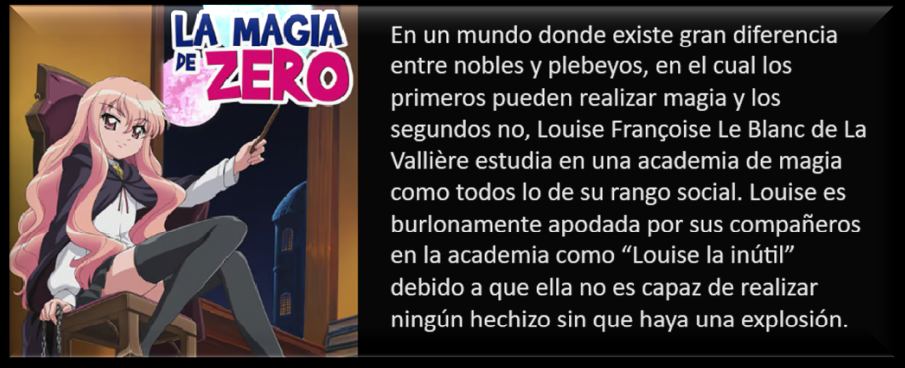 LA MAGIA
DE ZERO
En un mundo donde existe gran diferencia
entre nobles y plebeyos, en el cual los
primeros pueden realizar magia y los
segundos no, Louise Françoise Le Blanc de La
Vallière estudia en una academia de magia
como todos lo de su rango social. Louise es
burlonamente apodada por sus compañeros
en la academia como “Louise la inútil”
debido a que ella no es capaz de realizar
ningún hechizo sin que haya una explosión.